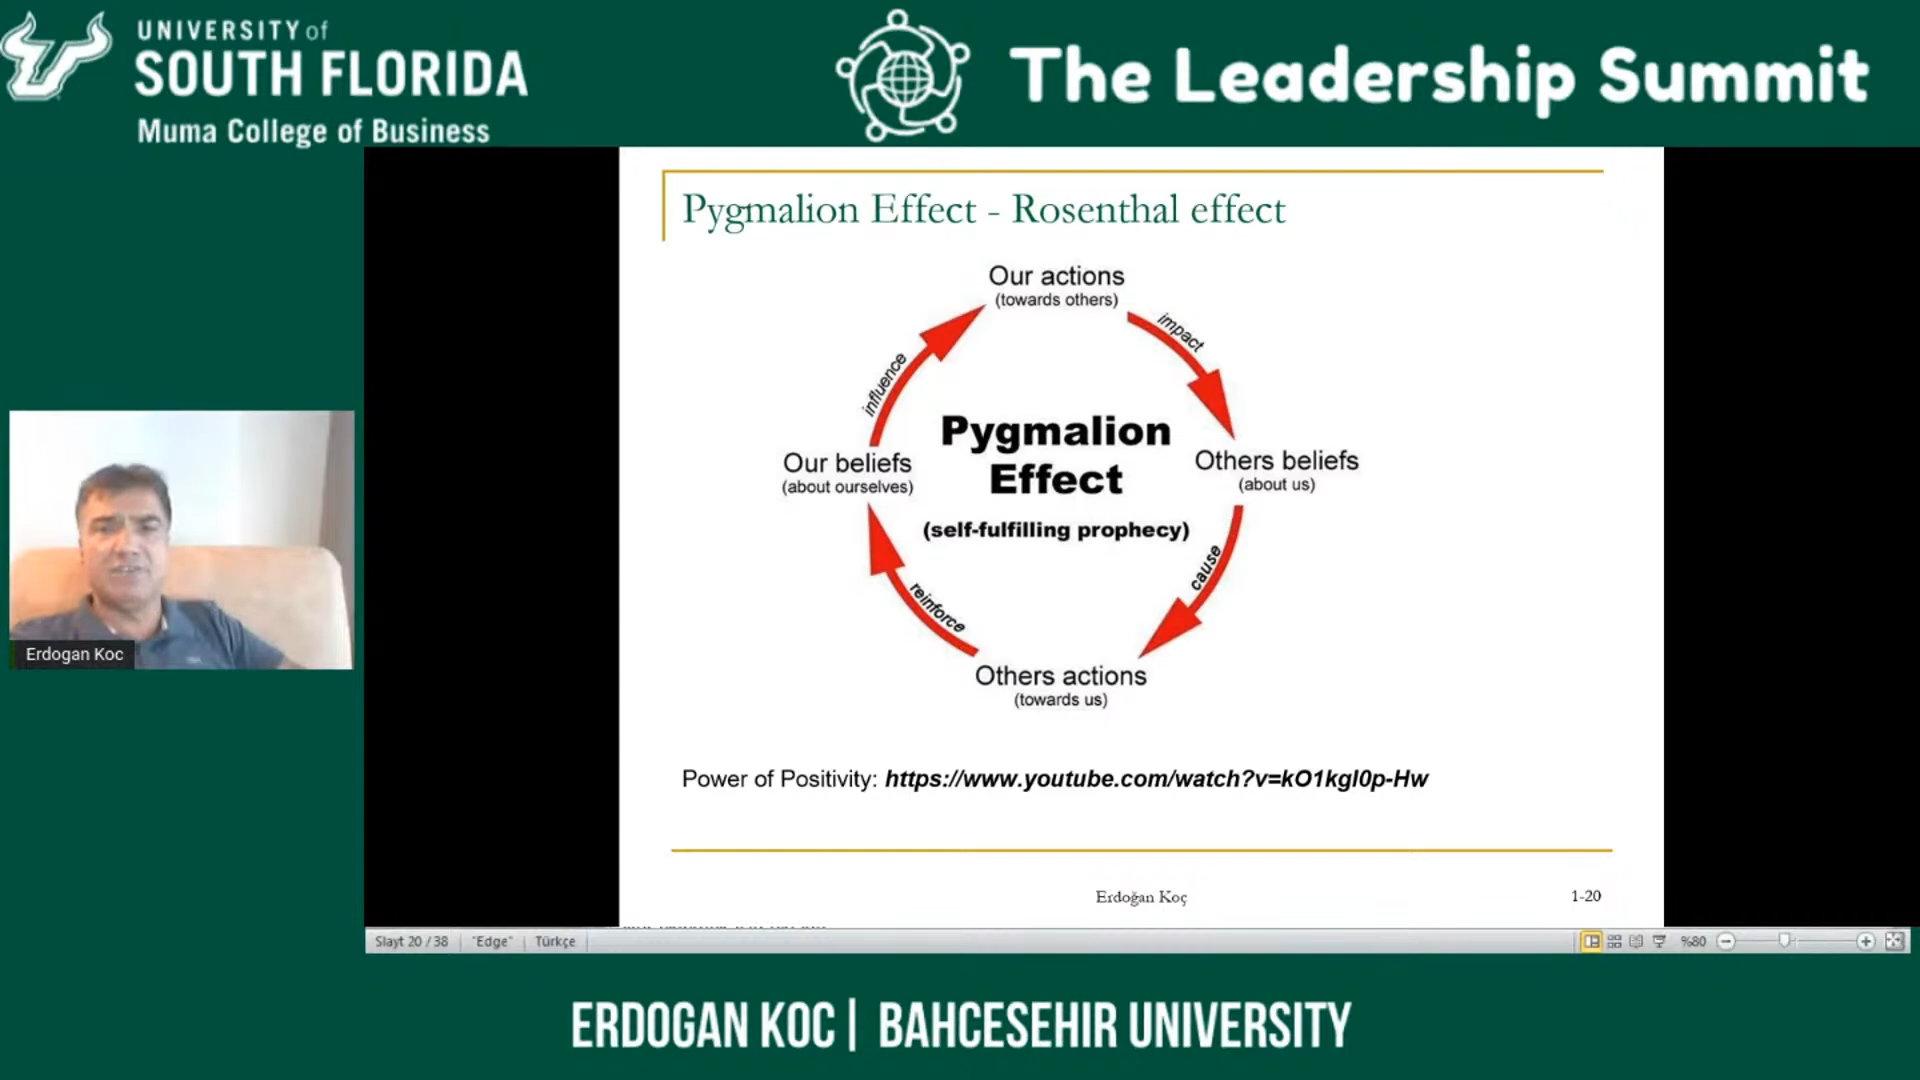 UNIVERSITY of
SOUTH FLORIDA
Muma College of Business
The Leadership Summit
Pygmalion Effect - Rosenthal effect
Our actions
(towards others)
impact
influence
Pygmalion
Effect
(self-fulfilling prophecy)
Our beliefs
(about ourselves)
Others beliefs
(about us)
cause
reinforce
Others actions
(towards us)
Power of Positivity: https://www.youtube.com/watch?v=kO1kgl0p-Hw
Erdogan Koc
Erdoğan Koç
1-20
Slayt 20 / 38
"Edge"
Türkçe
%80
ERDOGAN KOC | BAHCESEHIR UNIVERSITY